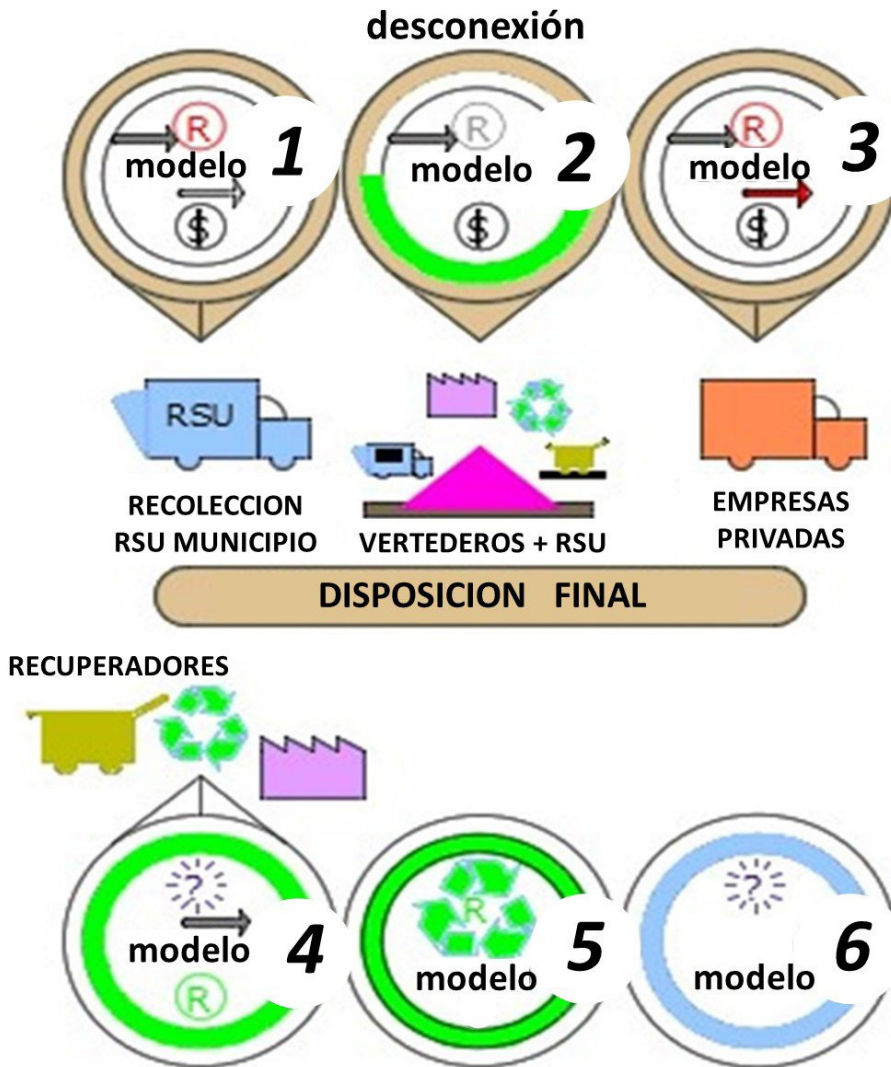 desconexión
R
modelo 1
$
R
modelo 2
$
R
modelo 3
$
RSU
RECOLECCION
RSU MUNICIPIO
VERTEDEROS + RSU
EMPRESAS
PRIVADAS
DISPOSICION FINAL
RECUPERADORES
?
modelo 4
R
R
modelo 5
?
modelo 6